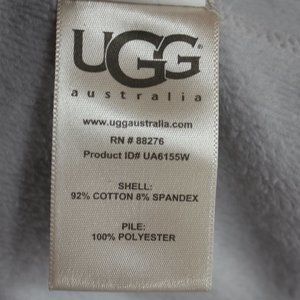 UGG®
australia
www.uggaustralia.com
RN # 88276
Product ID# UA6155W
SHELL:
92% COTTON 8% SPANDEX
PILE:
100% POLYESTER